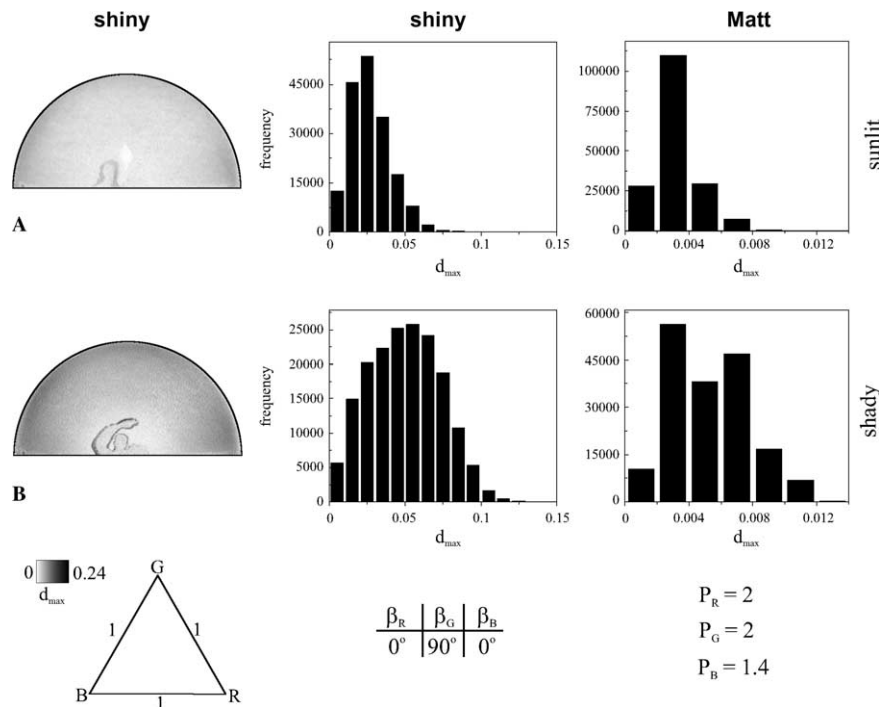 shiny shiny Matt
frequency
45000
30000
15000
0
0 0.05 0.1 0.15
d_max
100000
75000
50000
25000
0
0 0.004 0.008 0.012
d_max
sunlit
A
frequency
25000
20000
15000
10000
5000
0
0 0.05 0.1 0.15
d_max
60000
45000
30000
15000
0
0 0.004 0.008 0.012
d_max
shady
B
0 0.24
d_max
G
1 1
B R
1
β_R β_G β_B
0° 90° 0°
P_R = 2
P_G = 2
P_B = 1.4